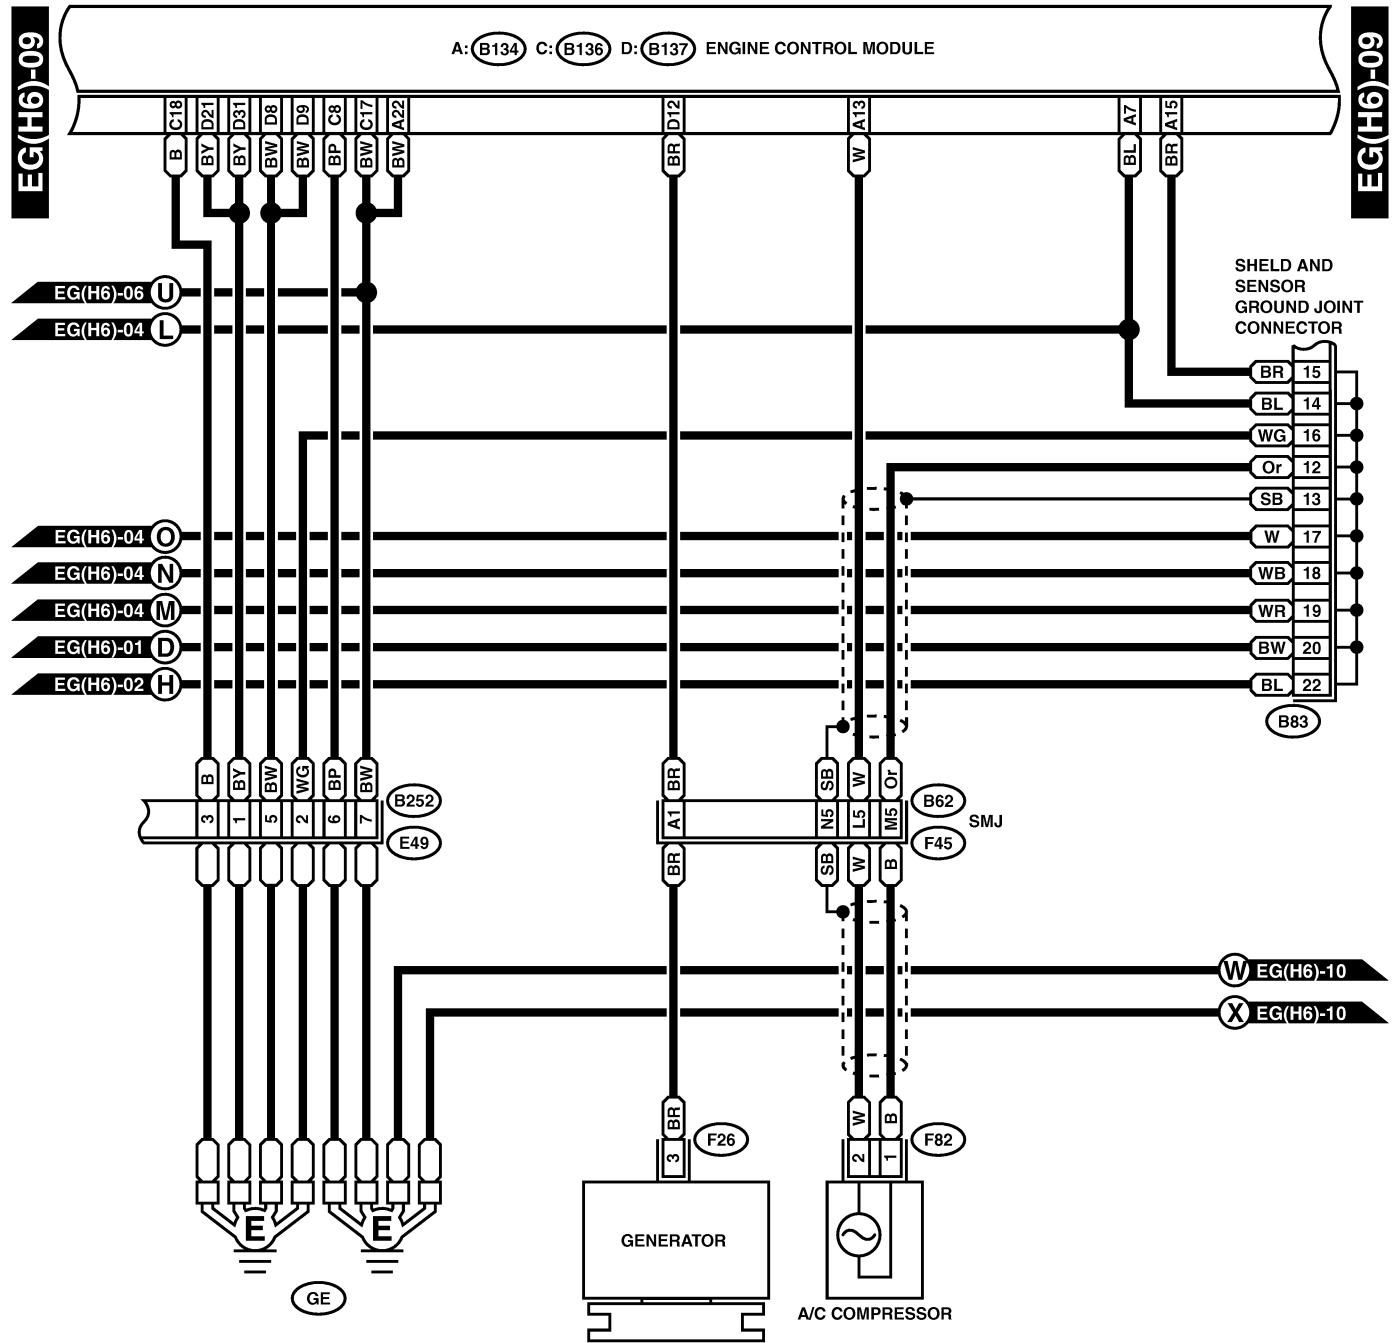 EG(H6)-09
EG(H6)-09
A: B134 C: B136 D: B137 ENGINE CONTROL MODULE
C18 D21 D31 D8 D9 C8 C17 A22 D12 A13 A7 A15
B BY BY BW BW BP BW BW BR W BL BR
SHELD AND
SENSOR
GROUND JOINT
CONNECTOR
EG(H6)-06 U
EG(H6)-04 L
BR 15
BL 14
WG 16
Or 12
SB 13
EG(H6)-04 O W 17
EG(H6)-04 N WB 18
EG(H6)-04 M WR 19
EG(H6)-01 D BW 20
EG(H6)-02 H BL 22
B83
B BY BW WG BP BW BR SB W Or
B252 B62
3 1 5 2 6 7 A1 N5 L5 M5 SMJ
E49 F45
BR SB W B
W EG(H6)-10
X EG(H6)-10
BR W B
F26 F82
3 2 1
E E
GENERATOR
GE
A/C COMPRESSOR